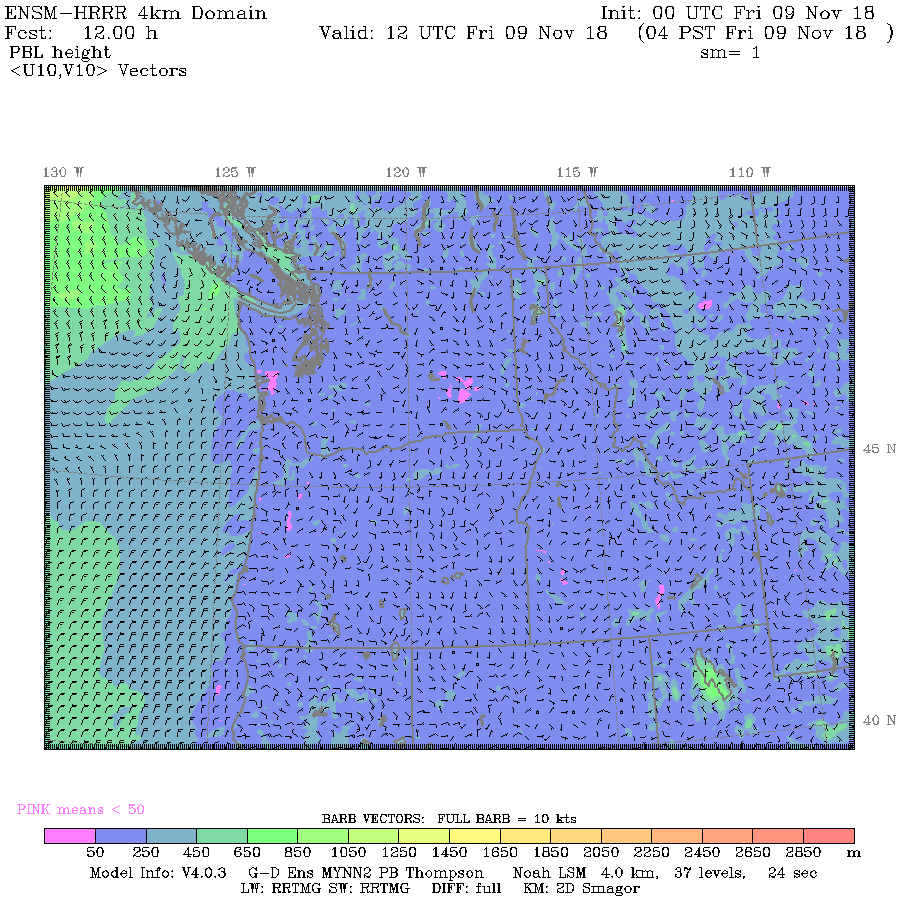 ENSM-HRRR 4km Domain Init: 00 UTC Fri 09 Nov 18
Fcst: 12.00 h Valid: 12 UTC Fri 09 Nov 18 (04 PST Fri 09 Nov 18 )
PBL height sm= 1
<U10,V10> Vectors
130 W 125 W 120 W 115 W 110 W
45 N
40 N
PINK means < 50
BARB VECTORS: FULL BARB = 10 kts
50 250 450 650 850 1050 1250 1450 1650 1850 2050 2250 2450 2650 2850 m
Model Info: V4.0.3 G-D Ens MYNN2 PB Thompson Noah LSM 4.0 km, 37 levels, 24 sec
LW: RRTMG SW: RRTMG DIFF: full KM: 2D Smagor